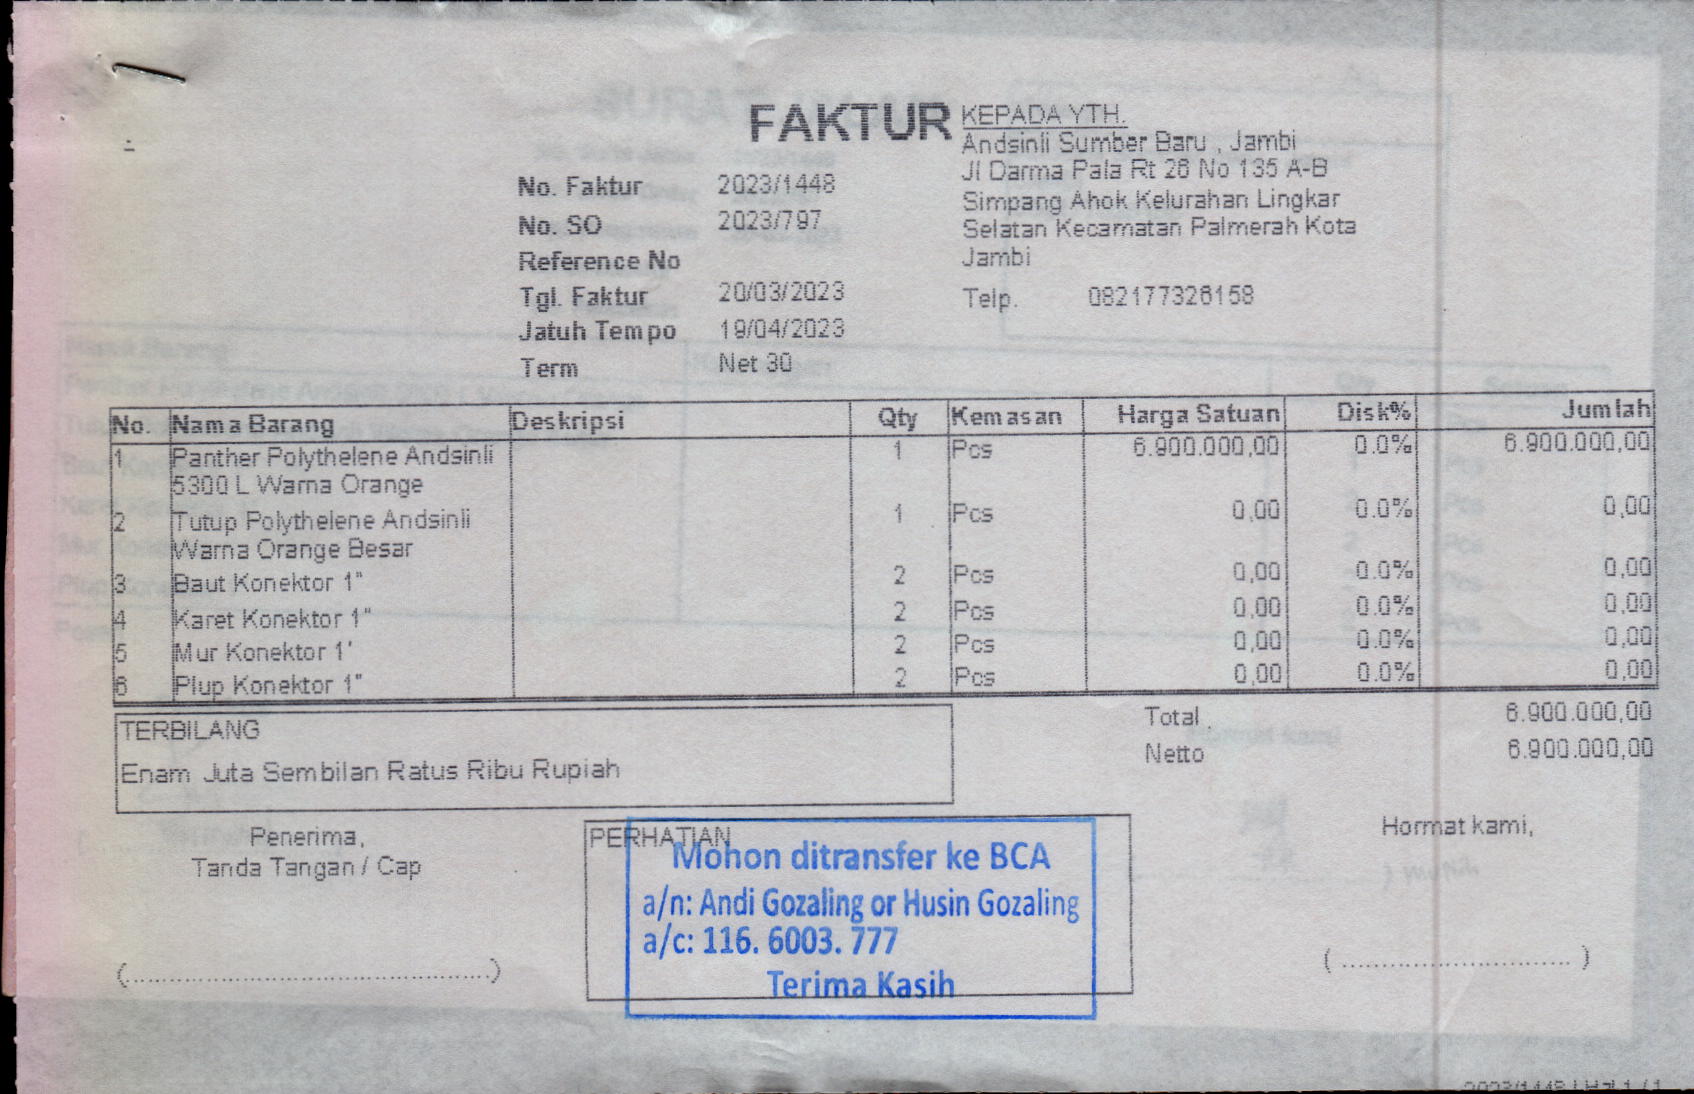 FAKTUR
KEPADA YTH.
Andsinli Sumber Baru , Jambi
Jl Darma Pala Rt 26 No 135 A-B
Simpang Ahok Kelurahan Lingkar
Selatan Kecamatan Palmerah Kota
Jambi
Telp. 082177326158
No. Faktur 2023/1448
No. SO 2023/797
Reference No
Tgl. Faktur 20/03/2023
Jatuh Tempo 19/04/2023
Term Net 30
No. Nama Barang Deskripsi Qty Kemasan Harga Satuan Disk% Jumlah
1 Panther Polythelene Andsinli 1 Pcs 6.900.000,00 0.0% 6.900.000,00
5300 L Warna Orange
2 Tutup Polythelene Andsinli 1 Pcs 0,00 0.0% 0,00
Warna Orange Besar
3 Baut Konektor 1" 2 Pcs 0,00 0.0% 0,00
4 Karet Konektor 1" 2 Pcs 0,00 0.0% 0,00
5 Mur Konektor 1' 2 Pcs 0,00 0.0% 0,00
6 Plup Konektor 1" 2 Pcs 0,00 0.0% 0,00
TERBILANG
Enam Juta Sembilan Ratus Ribu Rupiah
Total 6.900.000,00
Netto 6.900.000,00
Penerima,
Tanda Tangan / Cap
(......................................)
PERHATIAN
Mohon ditransfer ke BCA
a/n: Andi Gozaling or Husin Gozaling
a/c: 116. 6003. 777
Terima Kasih
Hormat kami,
( ............................ )
2023/1448 | Hal 1 / 1